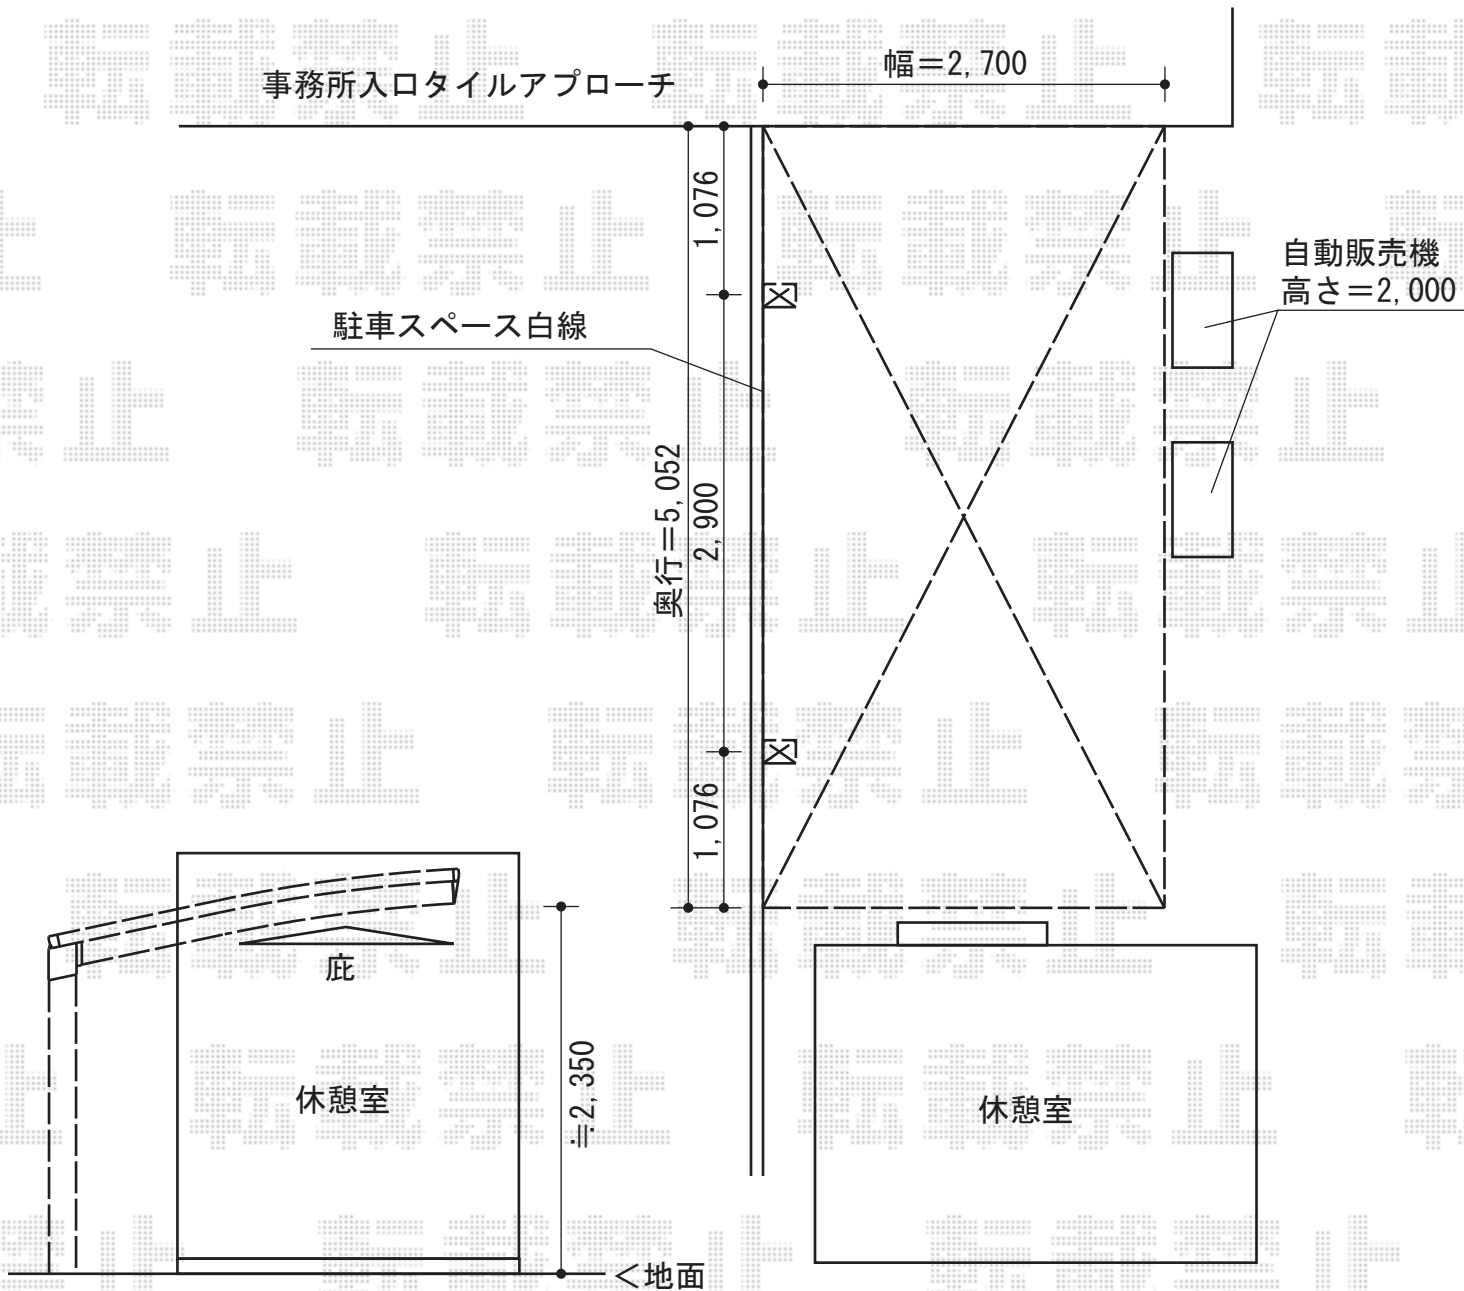 事務所入口タイルアプローチ
幅＝2,700
1,076
自動販売機
高さ＝2,000
駐車スペース白線
奥行＝5,052
2,900
1,076
庇
≒2,350
休憩室
休憩室
＜地面
転載禁止